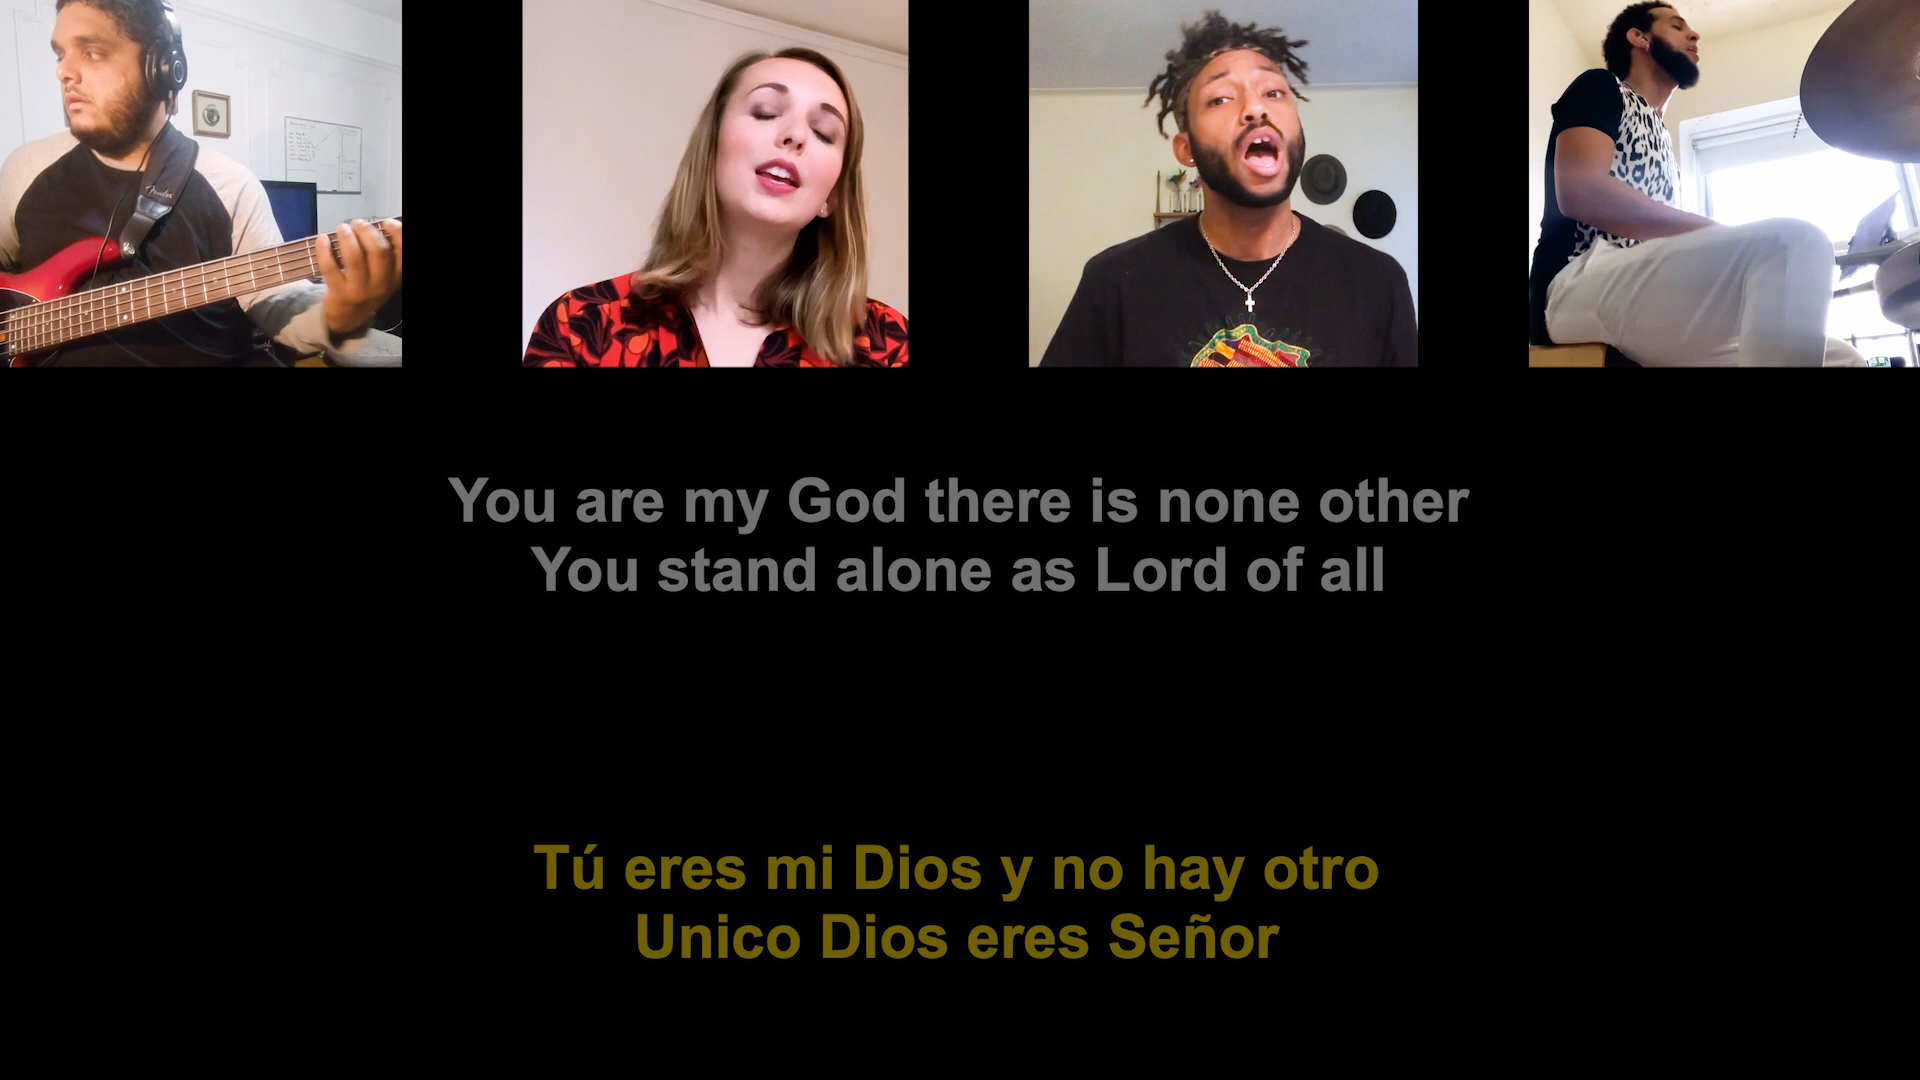 Fender
You are my God there is none other
You stand alone as Lord of all
Tú eres mi Dios y no hay otro
Unico Dios eres Señor